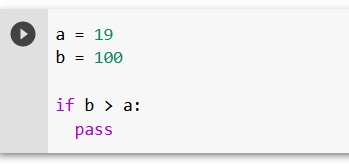 a = 19
b = 100

if b > a:
  pass